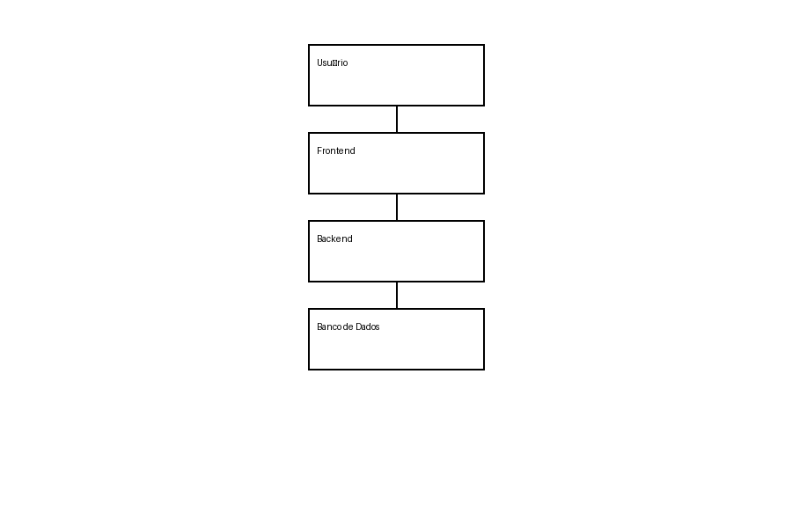 Usu▯rio
Frontend
Backend
Banco de Dados